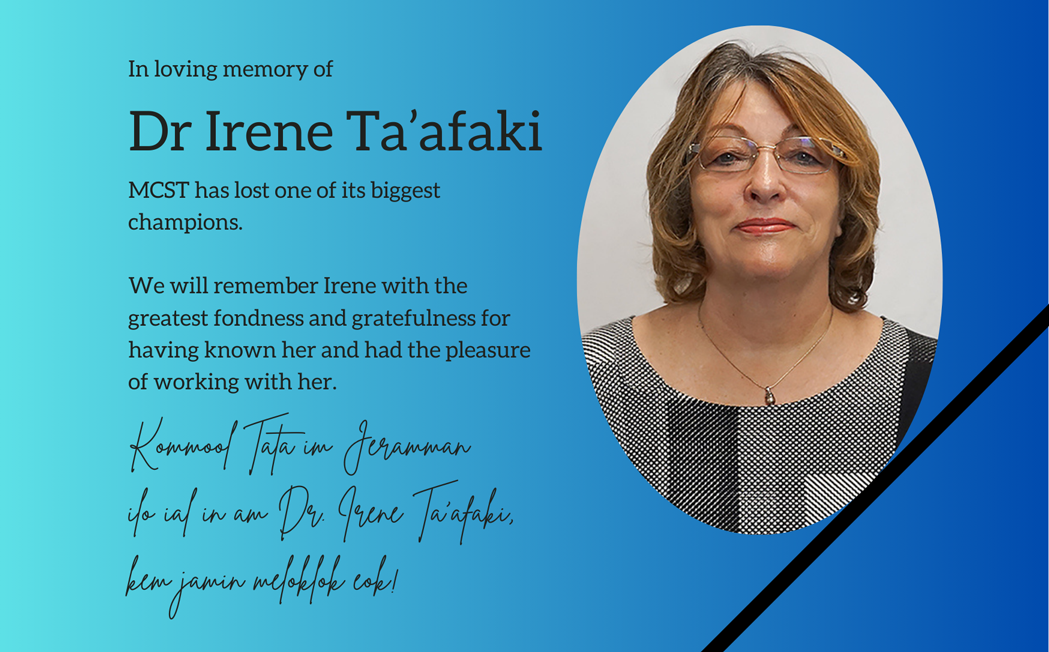 In loving memory of
Dr Irene Ta’afaki
MCST has lost one of its biggest
champions.
We will remember Irene with the
greatest fondness and gratefulness for
having known her and had the pleasure
of working with her.
Kommool Tata im Jeramman
ilo ial in am Dr. Irene Ta'afaki,
kem jamin meloklok eok!